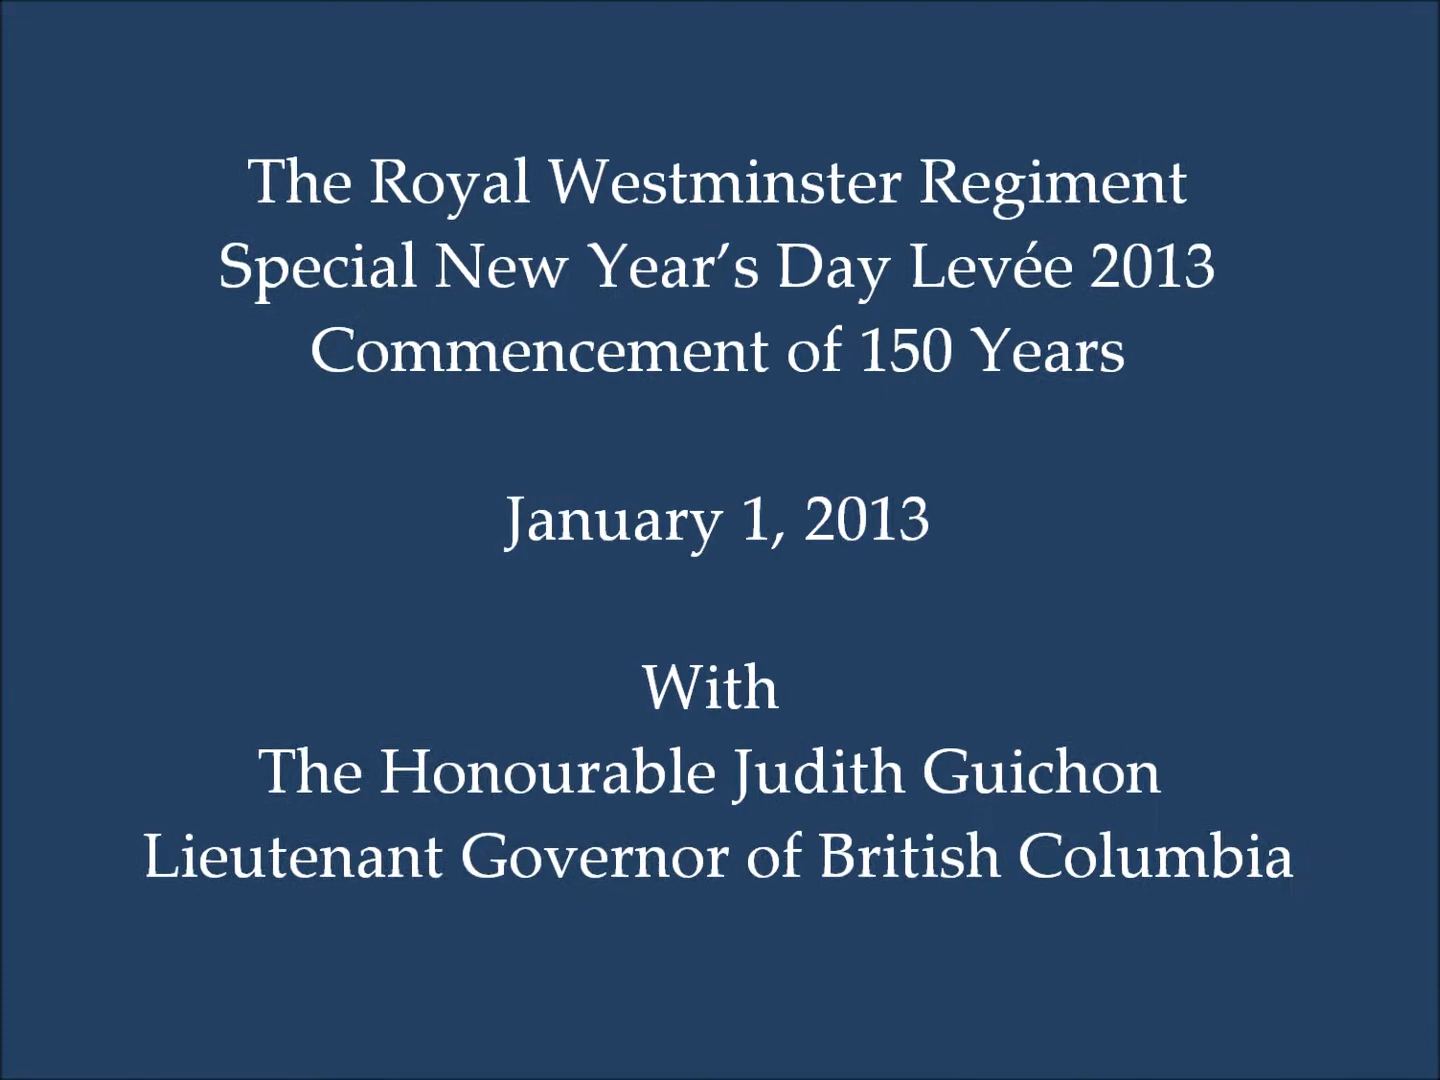 The Royal Westminster Regiment
Special New Year’s Day Levée 2013
Commencement of 150 Years
January 1, 2013
With
The Honourable Judith Guichon
Lieutenant Governor of British Columbia